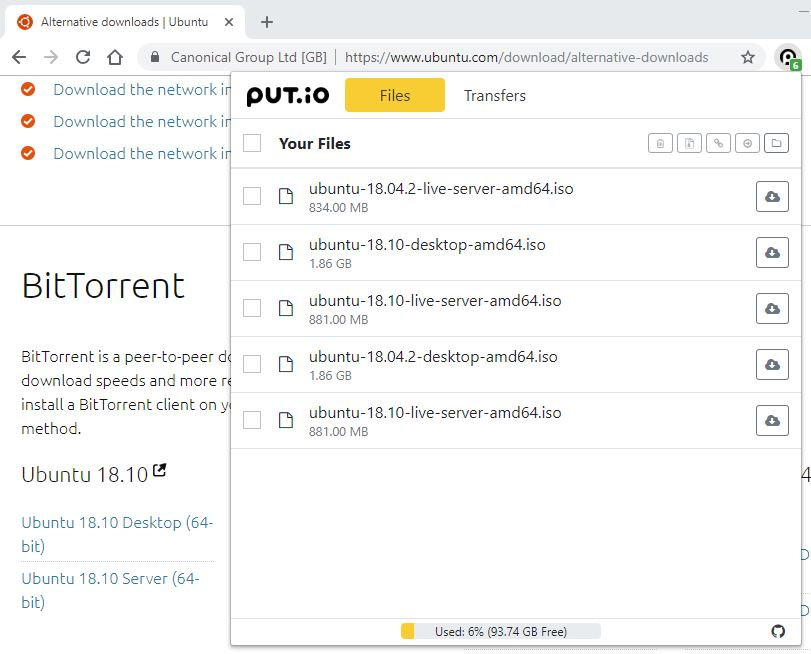 Alternative downloads | Ubuntu
Canonical Group Ltd [GB] | https://www.ubuntu.com/download/alternative-downloads
6
Download the network in
Download the network in
Download the network in
BitTorrent
BitTorrent is a peer-to-peer do
download speeds and more re
install a BitTorrent client on yo
method.
Ubuntu 18.10
Ubuntu 18.10 Desktop (64-
bit)
Ubuntu 18.10 Server (64-
bit)
PUT.IO Files Transfers
Your Files
ubuntu-18.04.2-live-server-amd64.iso
834.00 MB
ubuntu-18.10-desktop-amd64.iso
1.86 GB
ubuntu-18.10-live-server-amd64.iso
881.00 MB
ubuntu-18.04.2-desktop-amd64.iso
1.86 GB
ubuntu-18.10-live-server-amd64.iso
881.00 MB
Used: 6% (93.74 GB Free)
4
D
D